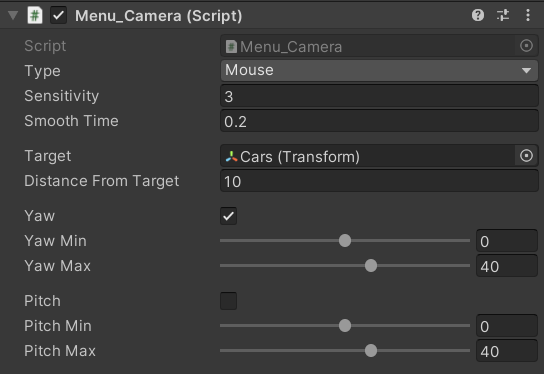 Menu_Camera (Script)
Script Menu_Camera
Type Mouse
Sensitivity 3
Smooth Time 0.2
Target Cars (Transform)
Distance From Target 10
Yaw
Yaw Min 0
Yaw Max 40
Pitch
Pitch Min 0
Pitch Max 40